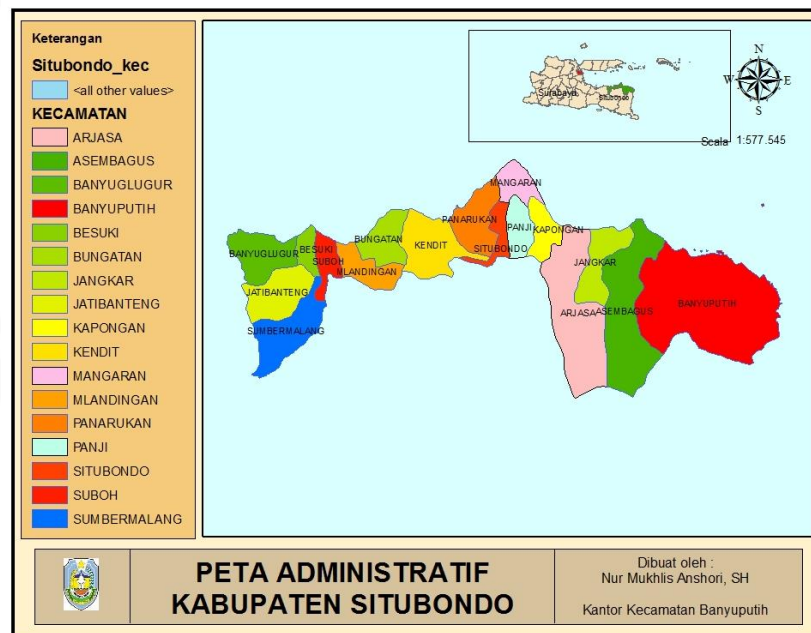 Keterangan
Situbondo_kec
<all other values>
KECAMATAN
ARJASA
ASEMBAGUS
BANYUGLUGUR
BANYUPUTIH
BESUKI
BUNGATAN
JANGKAR
JATIBANTENG
KAPONGAN
KENDIT
MANGARAN
MLANDINGAN
PANARUKAN
PANJI
SITUBONDO
SUBOH
SUMBERMALANG
Surabaya
Situbondo
N
W
E
S
Scala 1:577.545
MANGARAN
PANARUKAN
PANJI
KAPONGAN
BUNGATAN
KENDIT
SITUBONDO
BESUKI
BANYUGLUGUR
SUBOH
MLANDINGAN
JANGKAR
JATIBANTENG
BANYUPUTIH
ARJASA
ASEMBAGUS
SUMBERMALANG
PETA ADMINISTRATIF
KABUPATEN SITUBONDO
Dibuat oleh :
Nur Mukhlis Anshori, SH
Kantor Kecamatan Banyuputih